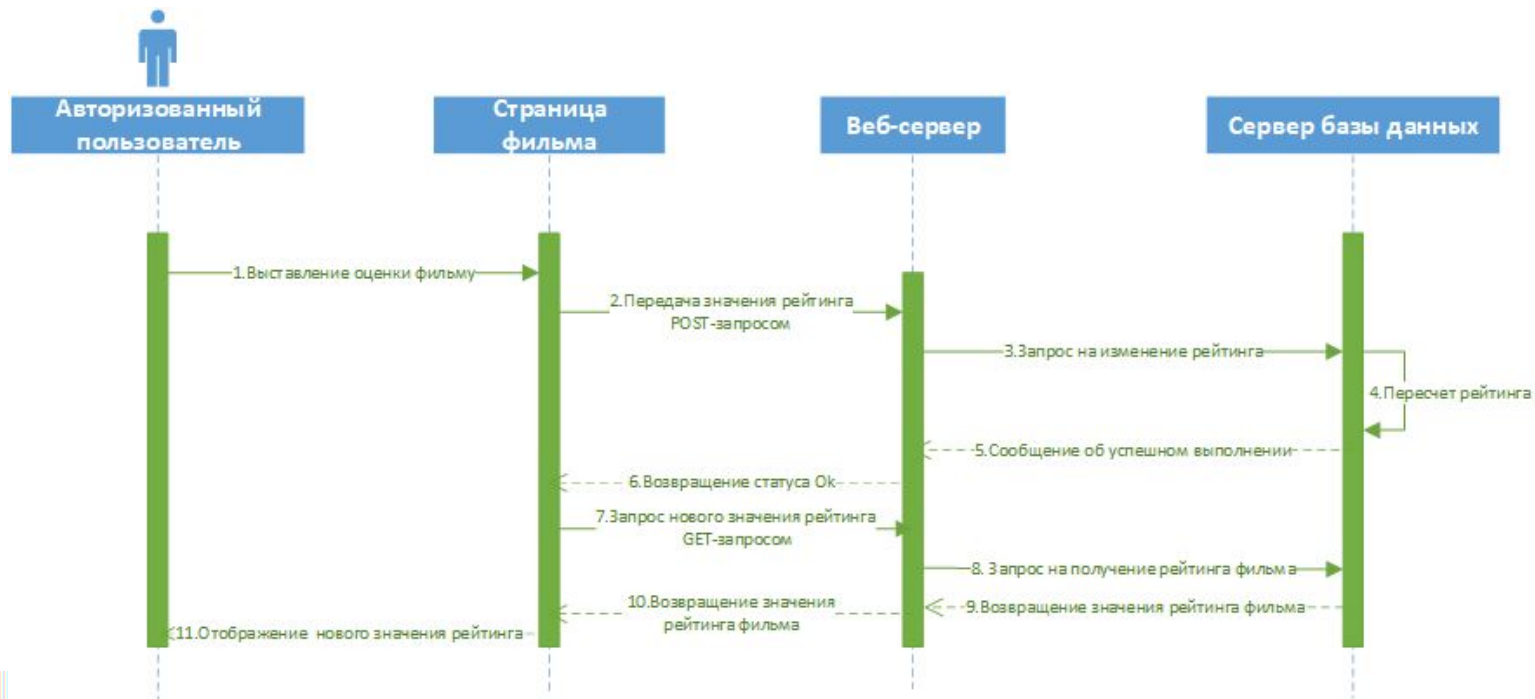 Авторизованный
пользователь
Страница
фильма
Веб-сервер
Сервер базы данных
1.Выставление оценки фильму
2.Передача значения рейтинга
POST-запросом
3.Запрос на изменение рейтинга
4.Пересчет рейтинга
5.Сообщение об успешном выполнении
6.Возвращение статуса Ok
7.Запрос нового значения рейтинга
GET-запросом
8. Запрос на получение рейтинга фильма
9.Возвращение значения рейтинга фильма
10.Возвращение значения
рейтинга фильма
11.Отображение нового значения рейтинга